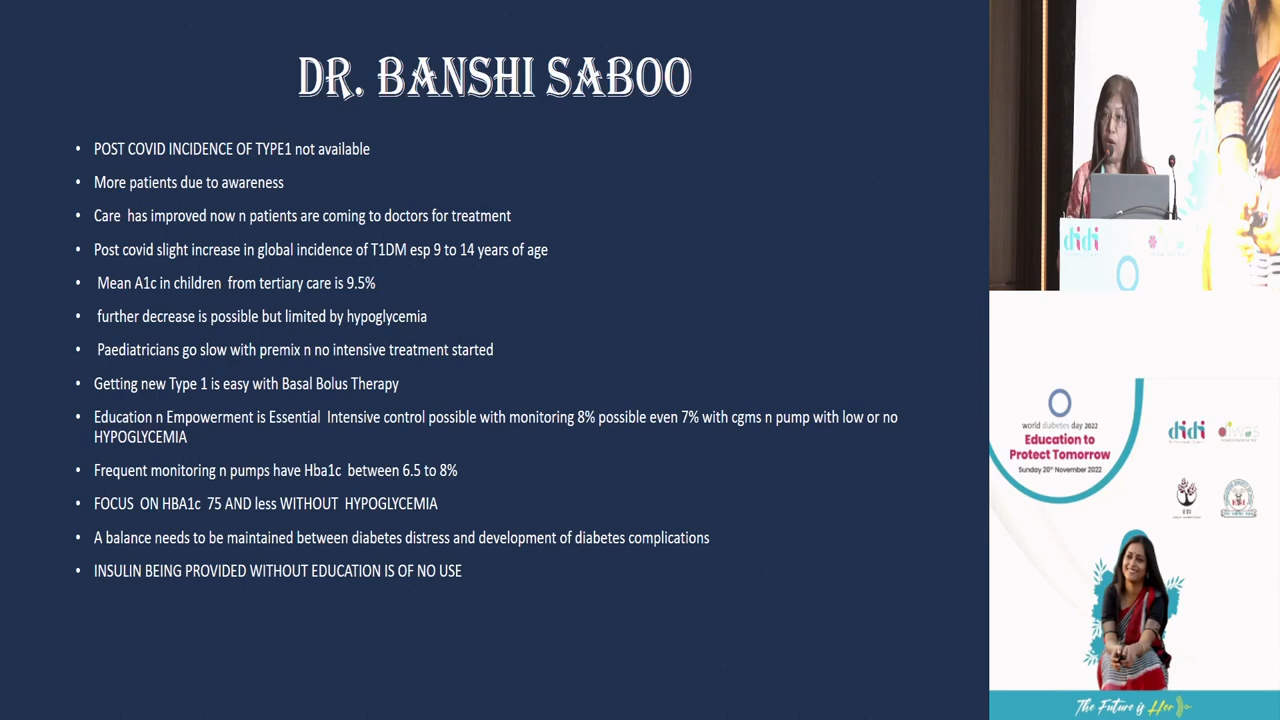 DR. BANSHI SABOO
• POST COVID INCIDENCE OF TYPE1 not available
• More patients due to awareness
• Care has improved now n patients are coming to doctors for treatment
• Post covid slight increase in global incidence of T1DM esp 9 to 14 years of age
• Mean A1c in children from tertiary care is 9.5%
• further decrease is possible but limited by hypoglycemia
• Paediatricians go slow with premix n no intensive treatment started
• Getting new Type 1 is easy with Basal Bolus Therapy
• Education n Empowerment is Essential Intensive control possible with monitoring 8% possible even 7% with cgms n pump with low or no
HYPOGLYCEMIA
• Frequent monitoring n pumps have Hba1c between 6.5 to 8%
• FOCUS ON HBA1c 75 AND less WITHOUT HYPOGLYCEMIA
• A balance needs to be maintained between diabetes distress and development of diabetes complications
• INSULIN BEING PROVIDED WITHOUT EDUCATION IS OF NO USE
didi
world diabetes day 2022
Education to
Protect Tomorrow
Sunday 20th November 2022
didi
The Future is Her